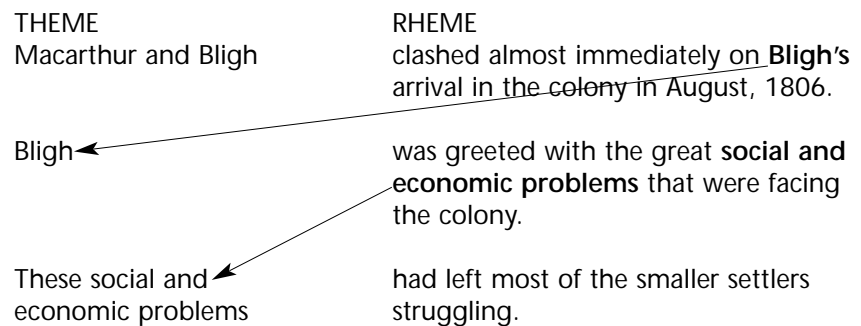 THEME RHEME
Macarthur and Bligh clashed almost immediately on Bligh's
arrival in the colony in August, 1806.
Bligh was greeted with the great social and
economic problems that were facing
the colony.
These social and had left most of the smaller settlers
economic problems struggling.